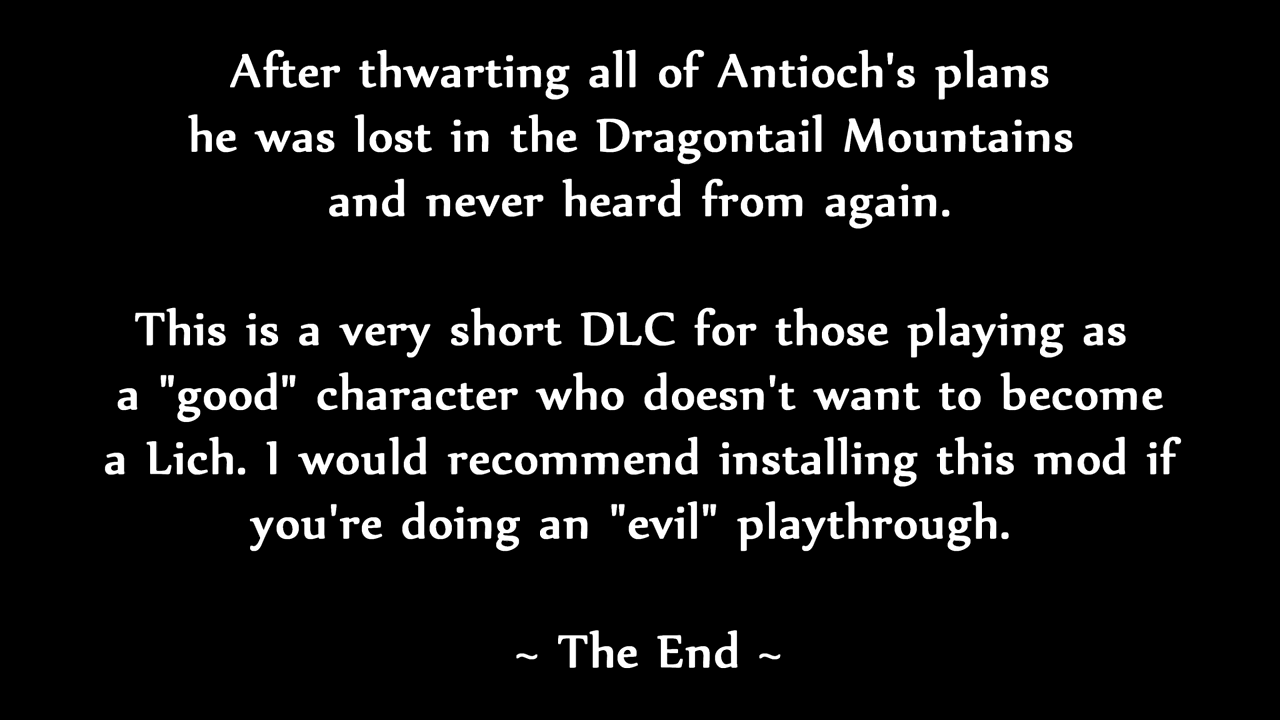 After thwarting all of Antioch's plans
he was lost in the Dragontail Mountains
and never heard from again.
This is a very short DLC for those playing as
a "good" character who doesn't want to become
a Lich. I would recommend installing this mod if
you're doing an "evil" playthrough.
~ The End ~